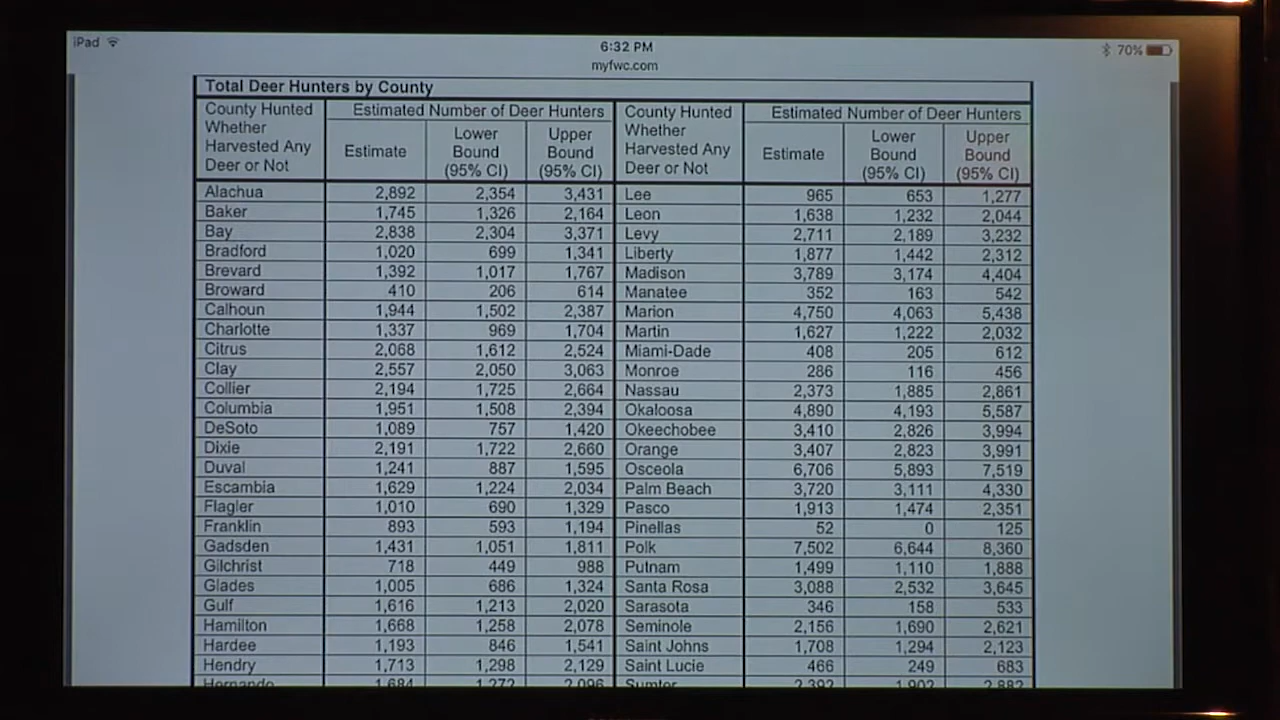 iPad
6:32 PM
70%
myfwc.com
Total Deer Hunters by County
County Hunted Whether Harvested Any Deer or Not | Estimated Number of Deer Hunters | County Hunted Whether Harvested Any Deer or Not | Estimated Number of Deer Hunters
Estimate | Lower Bound (95% CI) | Upper Bound (95% CI) | Estimate | Lower Bound (95% CI) | Upper Bound (95% CI)
Alachua 2,892 2,354 3,431 Lee 965 653 1,277
Baker 1,745 1,326 2,164 Leon 1,638 1,232 2,044
Bay 2,838 2,304 3,371 Levy 2,711 2,189 3,232
Bradford 1,020 699 1,341 Liberty 1,877 1,442 2,312
Brevard 1,392 1,017 1,767 Madison 3,789 3,174 4,404
Broward 410 206 614 Manatee 352 163 542
Calhoun 1,944 1,502 2,387 Marion 4,750 4,063 5,438
Charlotte 1,337 969 1,704 Martin 1,627 1,222 2,032
Citrus 2,068 1,612 2,524 Miami-Dade 408 205 612
Clay 2,557 2,050 3,063 Monroe 286 116 456
Collier 2,194 1,725 2,664 Nassau 2,373 1,885 2,861
Columbia 1,951 1,508 2,394 Okaloosa 4,890 4,193 5,587
DeSoto 1,089 757 1,420 Okeechobee 3,410 2,826 3,994
Dixie 2,191 1,722 2,660 Orange 3,407 2,823 3,991
Duval 1,241 887 1,595 Osceola 6,706 5,893 7,519
Escambia 1,629 1,224 2,034 Palm Beach 3,720 3,111 4,330
Flagler 1,010 690 1,329 Pasco 1,913 1,474 2,351
Franklin 893 593 1,194 Pinellas 52 0 125
Gadsden 1,431 1,051 1,811 Polk 7,502 6,644 8,360
Gilchrist 718 449 988 Putnam 1,499 1,110 1,888
Glades 1,005 686 1,324 Santa Rosa 3,088 2,532 3,645
Gulf 1,616 1,213 2,020 Sarasota 346 158 533
Hamilton 1,668 1,258 2,078 Seminole 2,156 1,690 2,621
Hardee 1,193 846 1,541 Saint Johns 1,708 1,294 2,123
Hendry 1,713 1,298 2,129 Saint Lucie 466 249 683
Hernando 1,684 1,272 2,096 Sumter 2,392 1,902 2,882